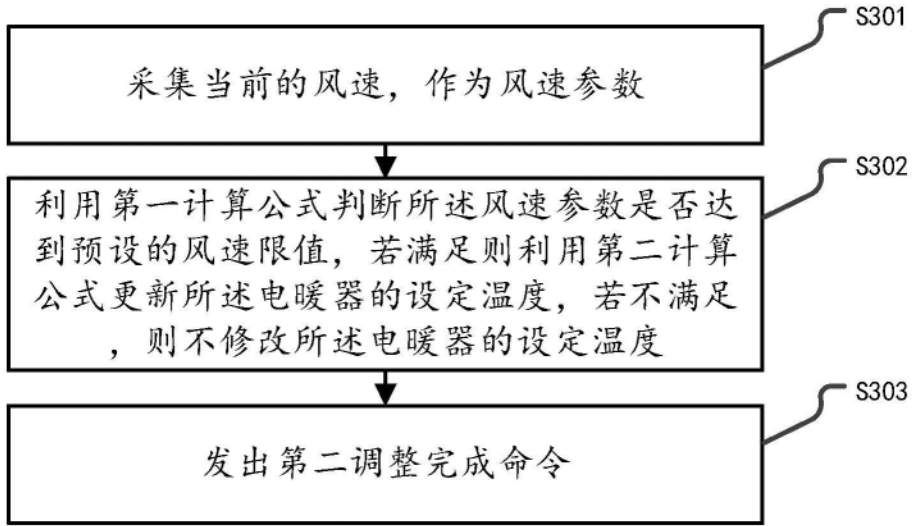 S301
采集当前的风速，作为风速参数
S302
利用第一计算公式判断所述风速参数是否达
到预设的风速限值，若满足则利用第二计算
公式更新所述电暖器的设定温度，若不满足
，则不修改所述电暖器的设定温度
S303
发出第二调整完成命令